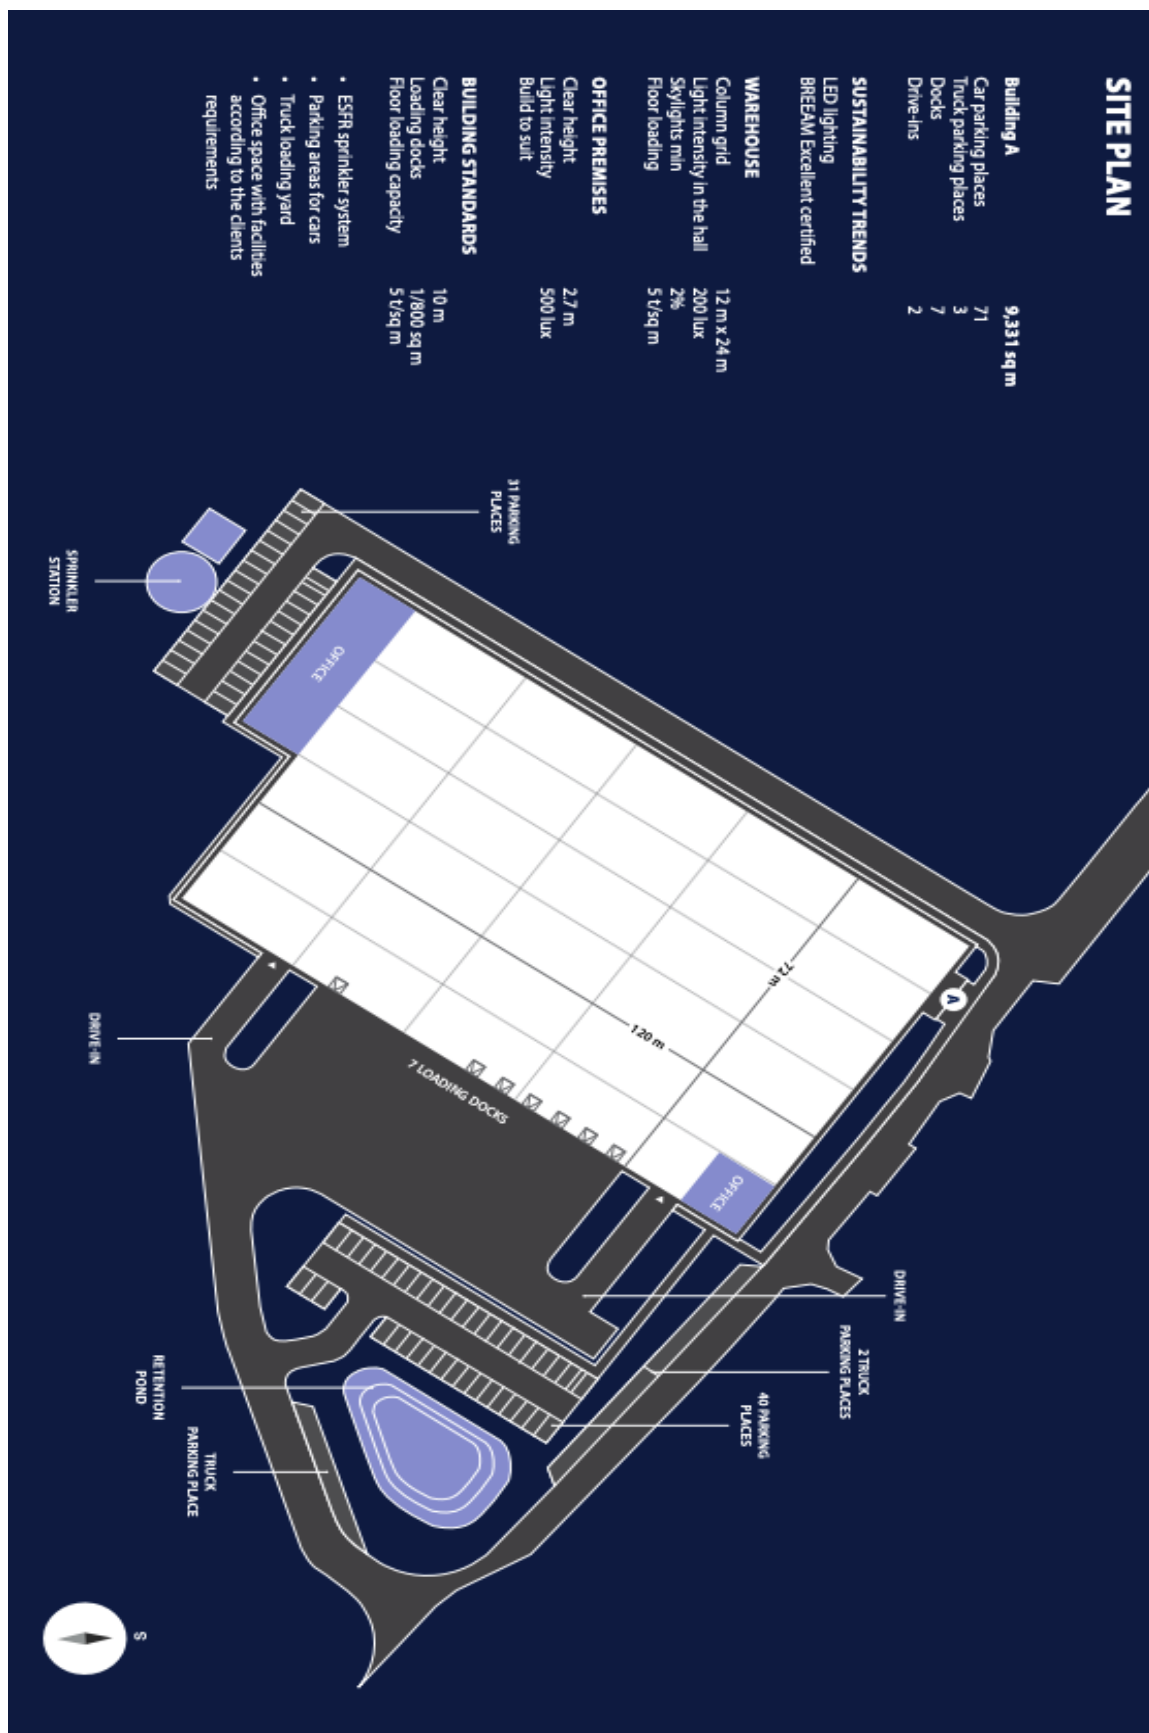 SITE PLAN
Building A 9,331 sq m
Car parking places 71
Truck parking places 3
Docks 7
Drive-ins 2
SUSTAINABILITY TRENDS
LED lighting
BREEAM Excellent certified
WAREHOUSE
Column grid 12 m x 24 m
Light intensity in the hall 200 lux
Skylights min 2%
Floor loading 5 t/sq m
OFFICE PREMISES
Clear height 2.7 m
Light intensity 500 lux
Build to suit
BUILDING STANDARDS
Clear height 10 m
Loading docks 1/800 sq m
Floor loading capacity 5 t/sq m
• ESFR sprinkler system
• Parking areas for cars
• Truck loading yard
• Office space with facilities
according to the clients
requirements
31 PARKING
PLACES
SPRINKLER
STATION
OFFICE
A
72 m
120 m
7 LOADING DOCKS
OFFICE
DRIVE-IN
DRIVE-IN
2 TRUCK
PARKING PLACES
40 PARKING
PLACES
RETENTION
POND
TRUCK
PARKING PLACE
S